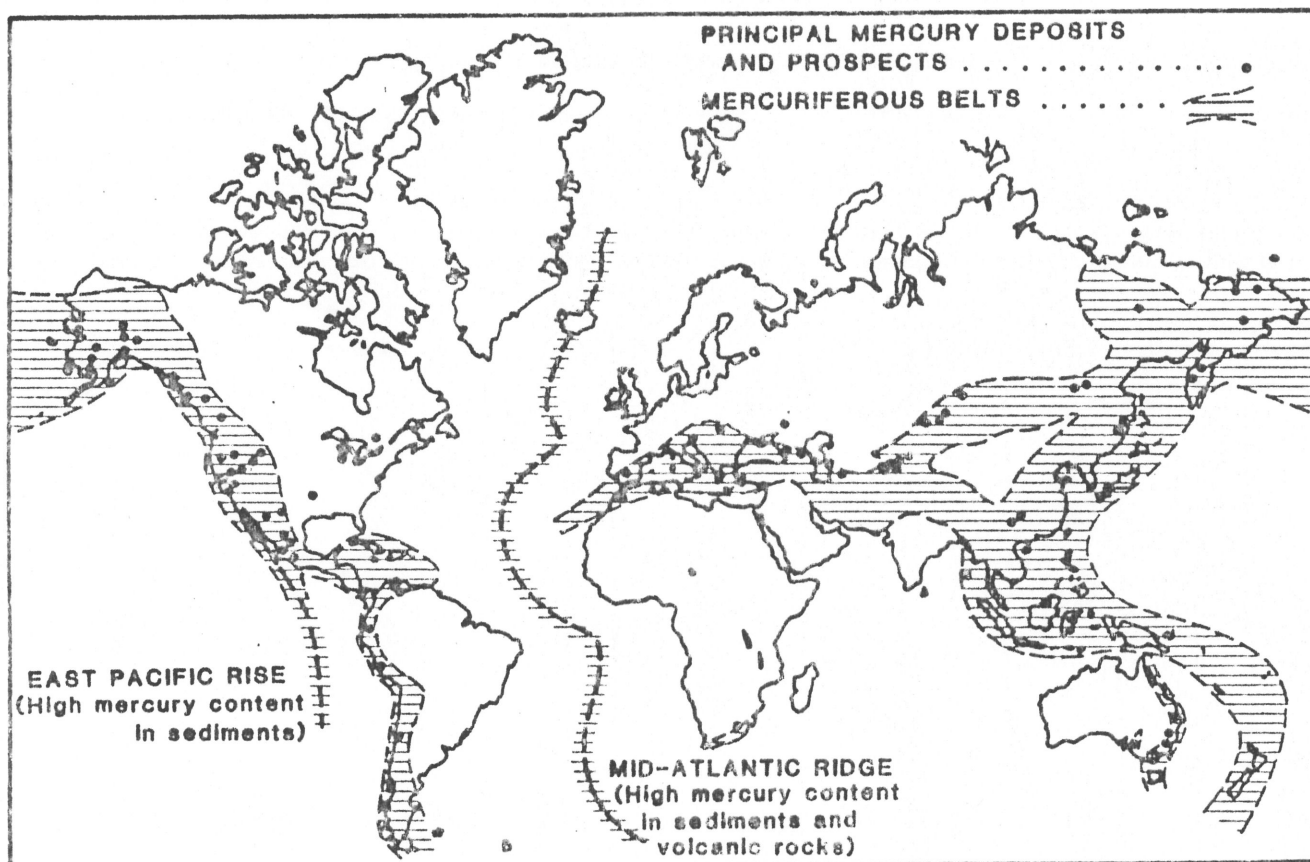 PRINCIPAL MERCURY DEPOSITS
AND PROSPECTS . . . . . . . . . . . . . . .
MERCURIFEROUS BELTS . . . . . . .
EAST PACIFIC RISE
(High mercury content
in sediments)
MID-ATLANTIC RIDGE
(High mercury content
in sediments and
volcanic rocks)